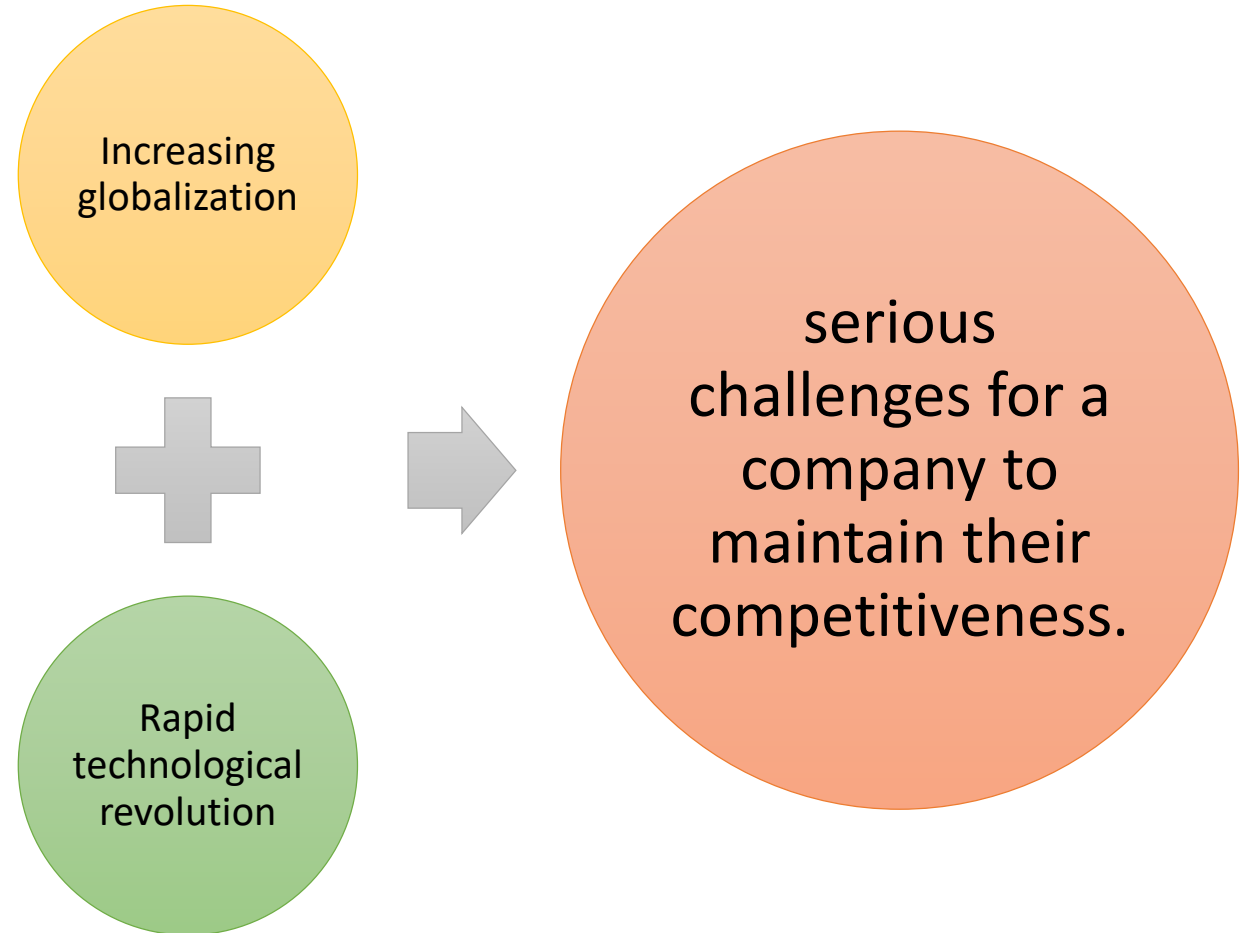 Increasing
globalization
Rapid
technological
revolution
serious
challenges for a
company to
maintain their
competitiveness.